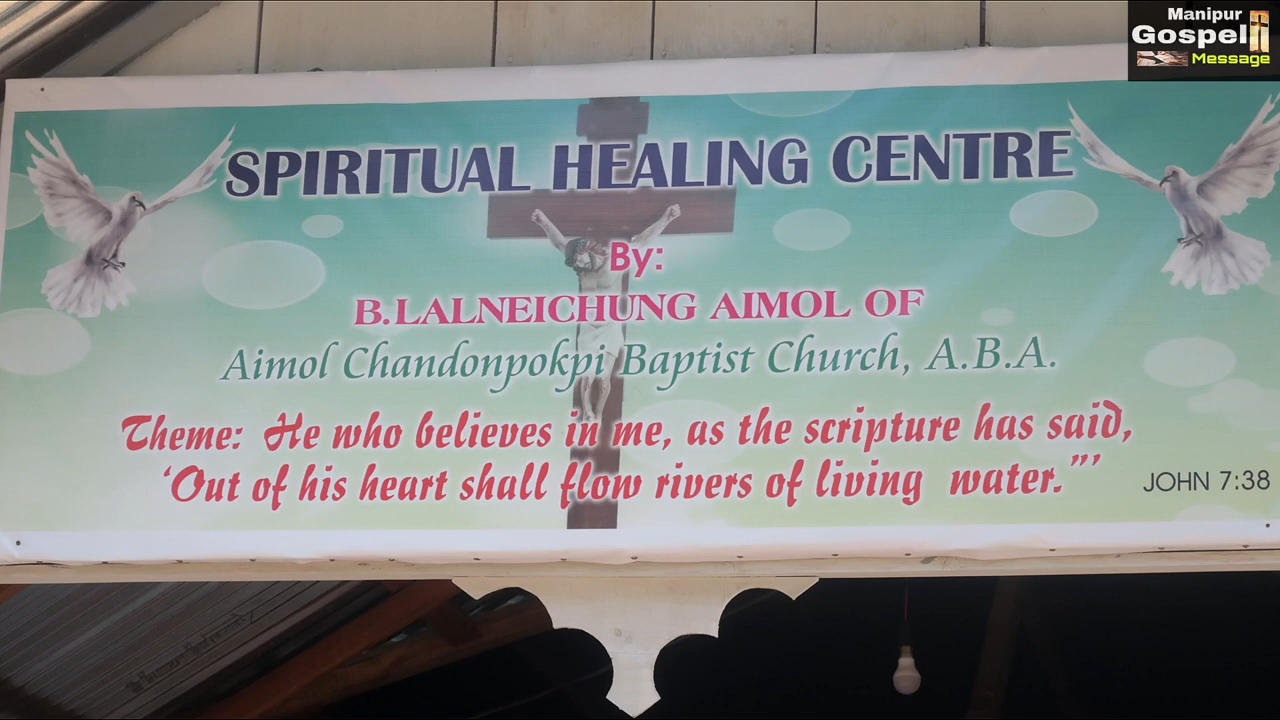 Manipur
Gospel
Message
SPIRITUAL HEALING CENTRE
By:
B.LALNEICHUNG AIMOL OF
Aimol Chandonpokpi Baptist Church, A.B.A.
Theme: He who believes in me, as the scripture has said,
‘Out of his heart shall flow rivers of living water.”’
JOHN 7:38